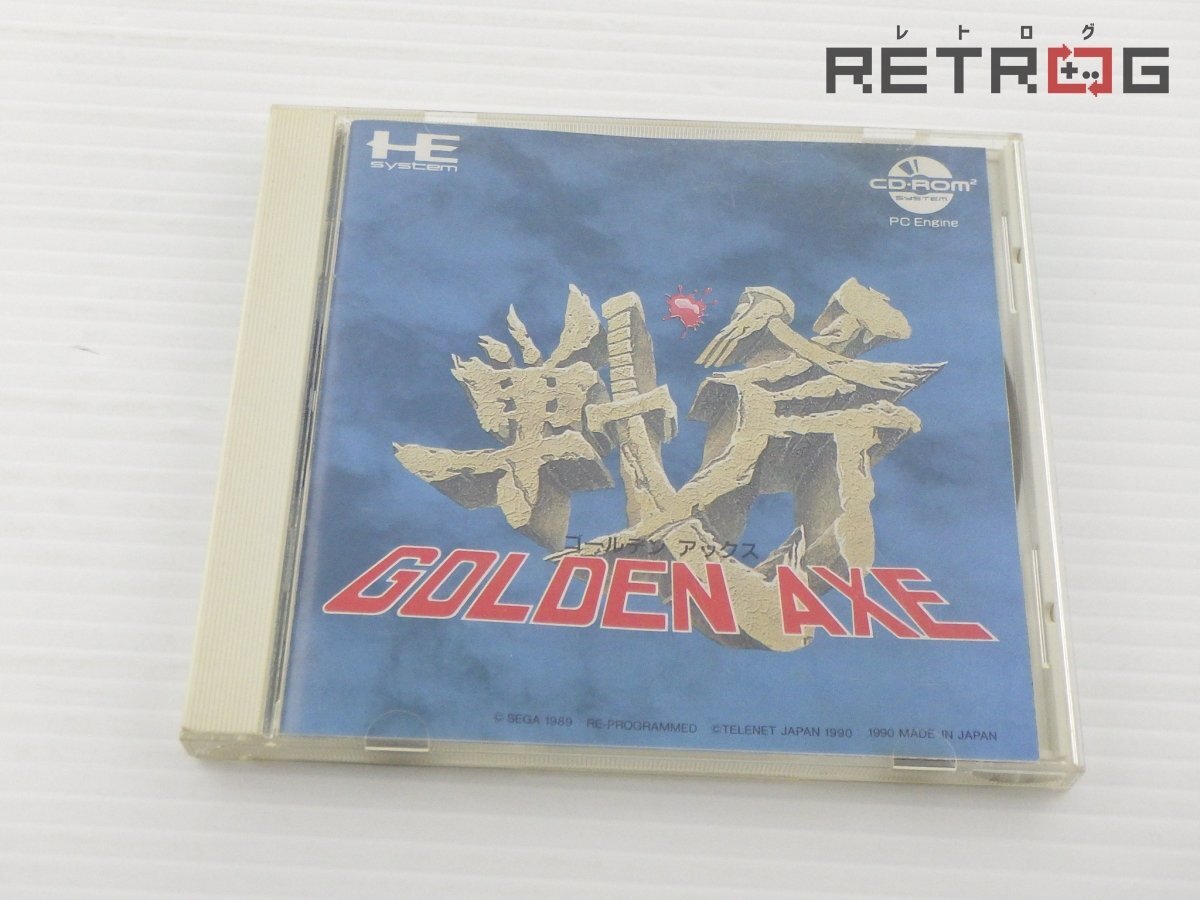 レトログ
RETROG
HE
system
CD-ROM²
SYSTEM
PC Engine
戦斧
ゴールデン アックス
GOLDEN AXE
© SEGA 1989 RE-PROGRAMMED © TELENET JAPAN 1990 1990 MADE IN JAPAN